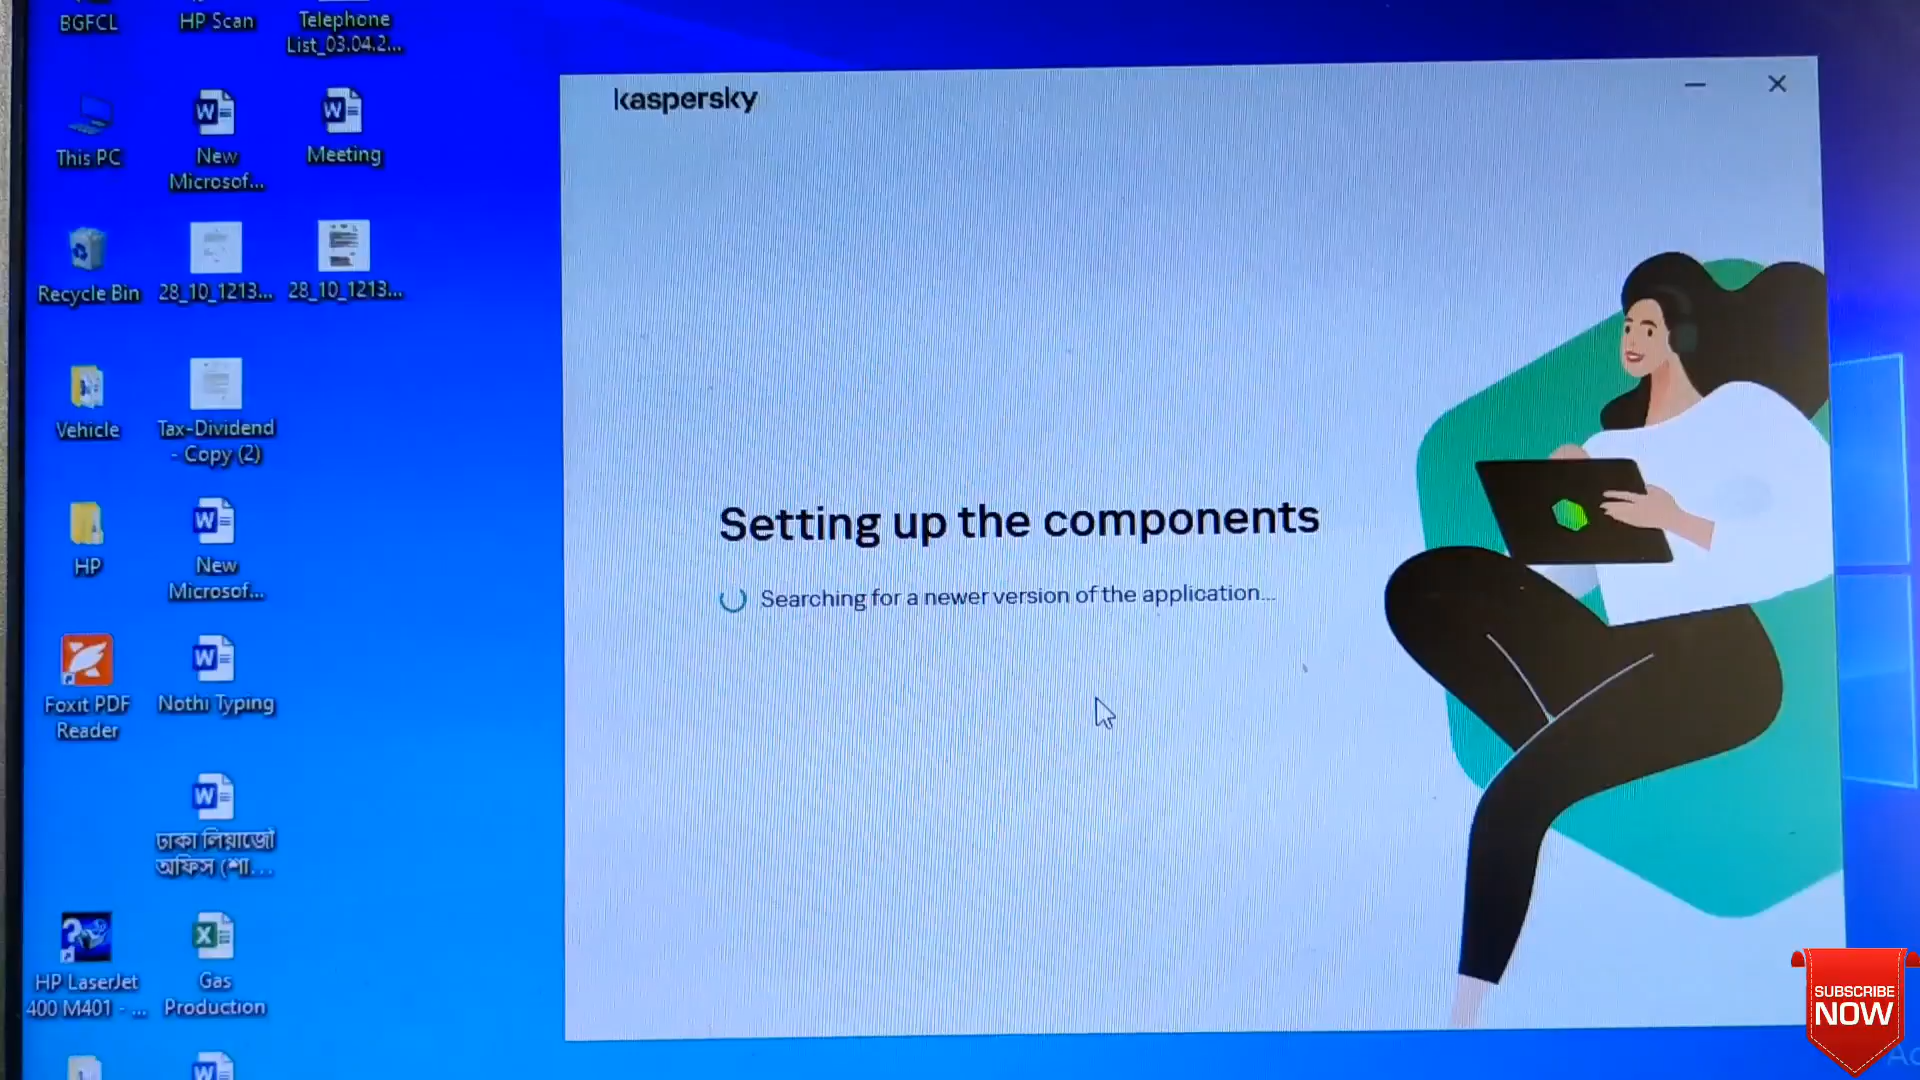 BGFCL
HP Scan
Telephone
List_03.04.2...
This PC
New
Microsof...
Meeting
Recycle Bin
28_10_1213...
28_10_1213...
Vehicle
Tax-Dividend
- Copy (2)
HP
New
Microsof...
Foxit PDF
Reader
Nothi Typing
ঢাকা লিয়াজোঁ
অফিস (শা...
HP LaserJet
400 M401 - ...
Gas
Production
kaspersky
Setting up the components
Searching for a newer version of the application...
SUBSCRIBE
NOW